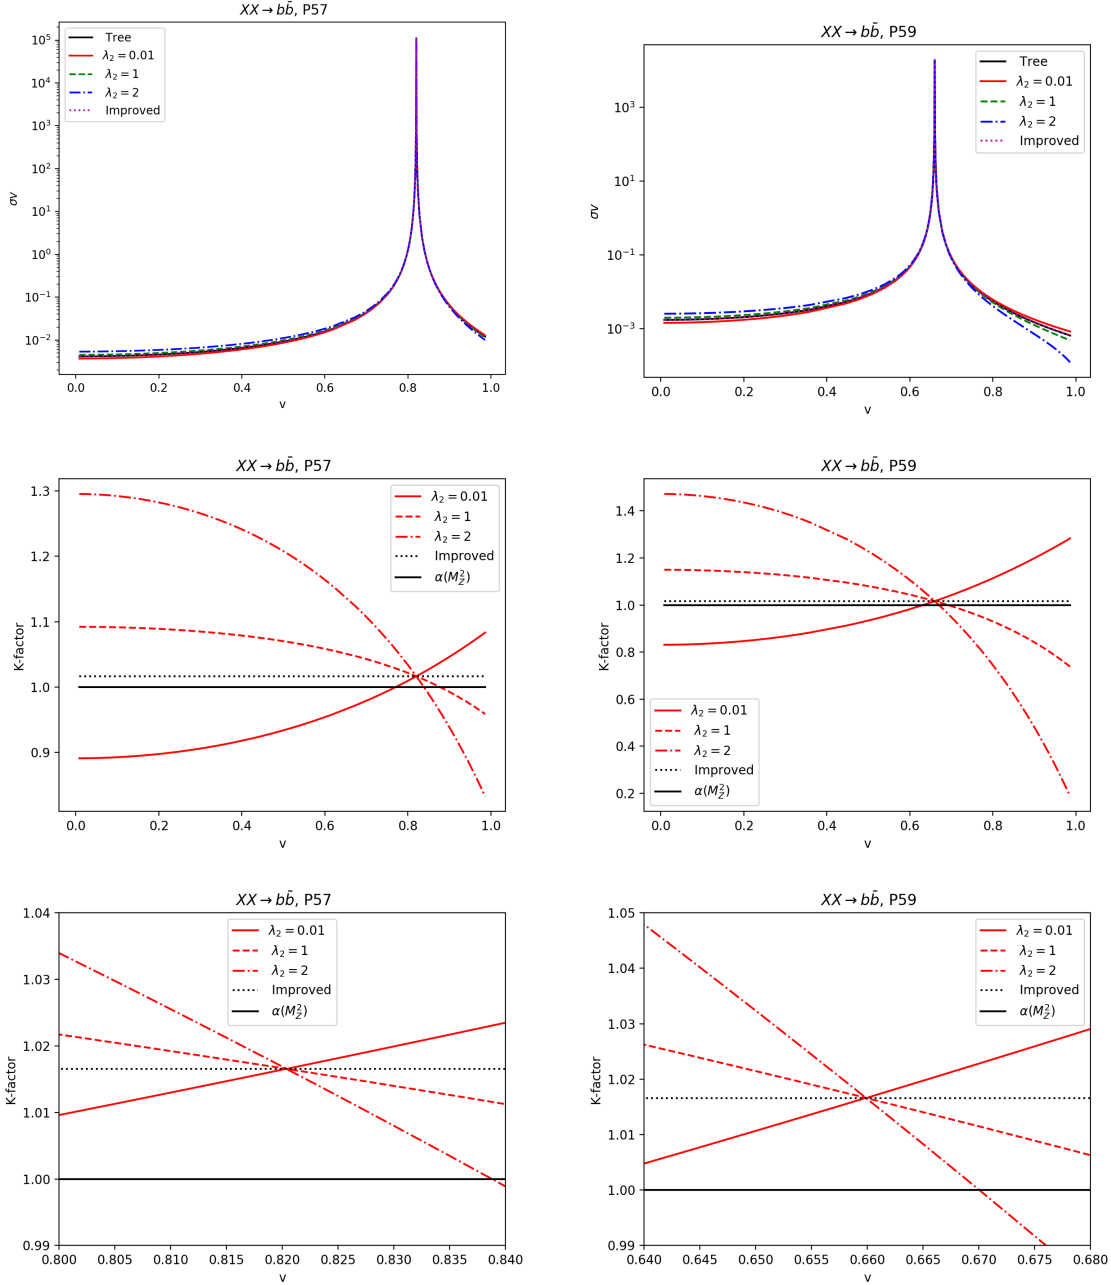 XX → bb̄, P57
10⁵
10⁴
10³
10²
10¹
10⁰
10⁻¹
10⁻²
σv
Tree
λ₂ = 0.01
λ₂ = 1
λ₂ = 2
Improved
0.0 0.2 0.4 0.6 0.8 1.0
v
XX → bb̄, P59
10³
10¹
10⁻¹
10⁻³
σv
Tree
λ₂ = 0.01
λ₂ = 1
λ₂ = 2
Improved
0.0 0.2 0.4 0.6 0.8 1.0
v
XX → bb̄, P57
1.3
1.2
1.1
1.0
0.9
K-factor
λ₂ = 0.01
λ₂ = 1
λ₂ = 2
Improved
α(M_Z²)
0.0 0.2 0.4 0.6 0.8 1.0
v
XX → bb̄, P59
1.4
1.2
1.0
0.8
0.6
0.4
0.2
K-factor
λ₂ = 0.01
λ₂ = 1
λ₂ = 2
Improved
α(M_Z²)
0.0 0.2 0.4 0.6 0.8 1.0
v
XX → bb̄, P57
1.04
1.03
1.02
1.01
1.00
0.99
K-factor
λ₂ = 0.01
λ₂ = 1
λ₂ = 2
Improved
α(M_Z²)
0.800 0.805 0.810 0.815 0.820 0.825 0.830 0.835 0.840
v
XX → bb̄, P59
1.05
1.04
1.03
1.02
1.01
1.00
0.99
K-factor
λ₂ = 0.01
λ₂ = 1
λ₂ = 2
Improved
α(M_Z²)
0.640 0.645 0.650 0.655 0.660 0.665 0.670 0.675 0.680
v